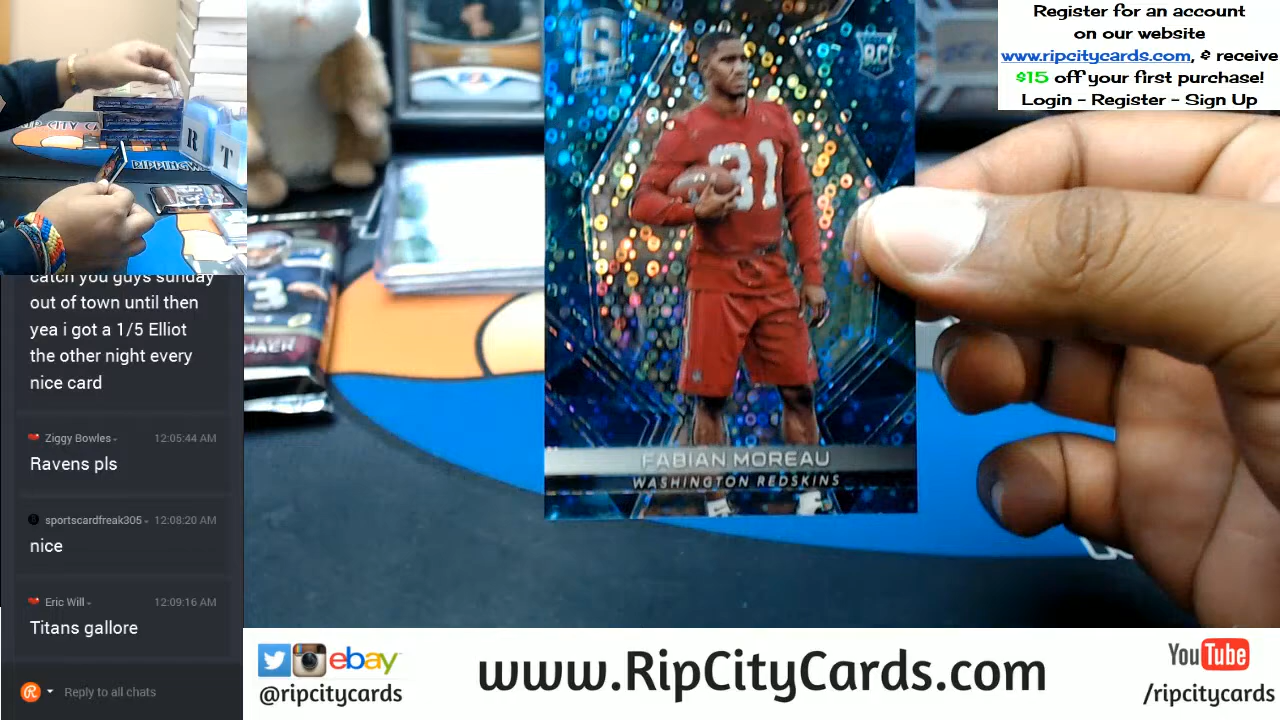 Register for an account
on our website
www.ripcitycards.com, & receive
$15 off your first purchase!
Login - Register - Sign Up
RIPPINGW
R
T
catch you guys sunday
out of town until then
yea i got a 1/5 Elliot
the other night every
nice card
Ziggy Bowles 12:05:44 AM
Ravens pls
sportscardfreak305 12:08:20 AM
nice
Eric Will 12:09:16 AM
Titans gallore
Reply to all chats
S
RC
81
FABIAN MOREAU
WASHINGTON REDSKINS
3
ebay
@ripcitycards
www.RipCityCards.com
YouTube
/ripcitycards